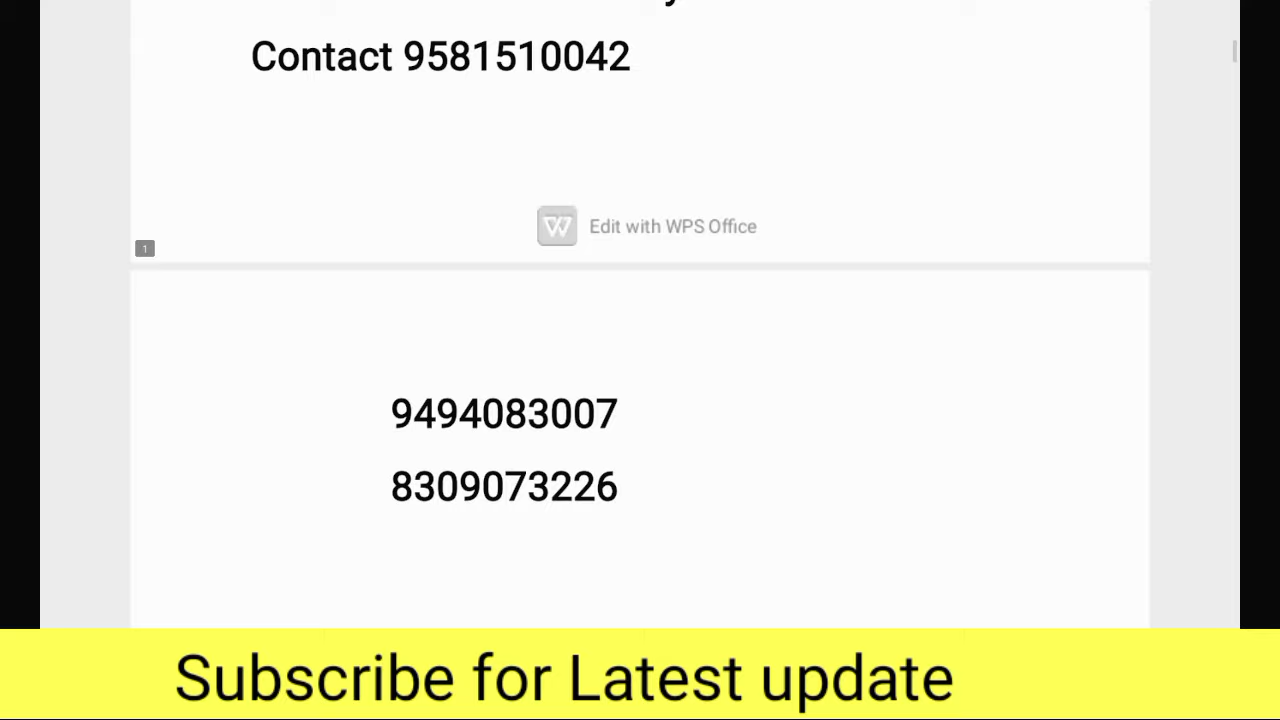 Contact 9581510042
Edit with WPS Office
1
9494083007
8309073226
Subscribe for Latest update